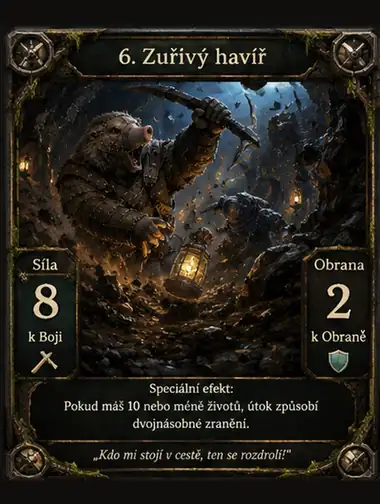 6. Zuřivý havíř
Síla
8
k Boji
Obrana
2
k Obraně
Speciální efekt:
Pokud máš 10 nebo méně životů, útok způsobí
dvojnásobné zranění.
„Kdo mi stojí v cestě, ten se rozdrolí!"